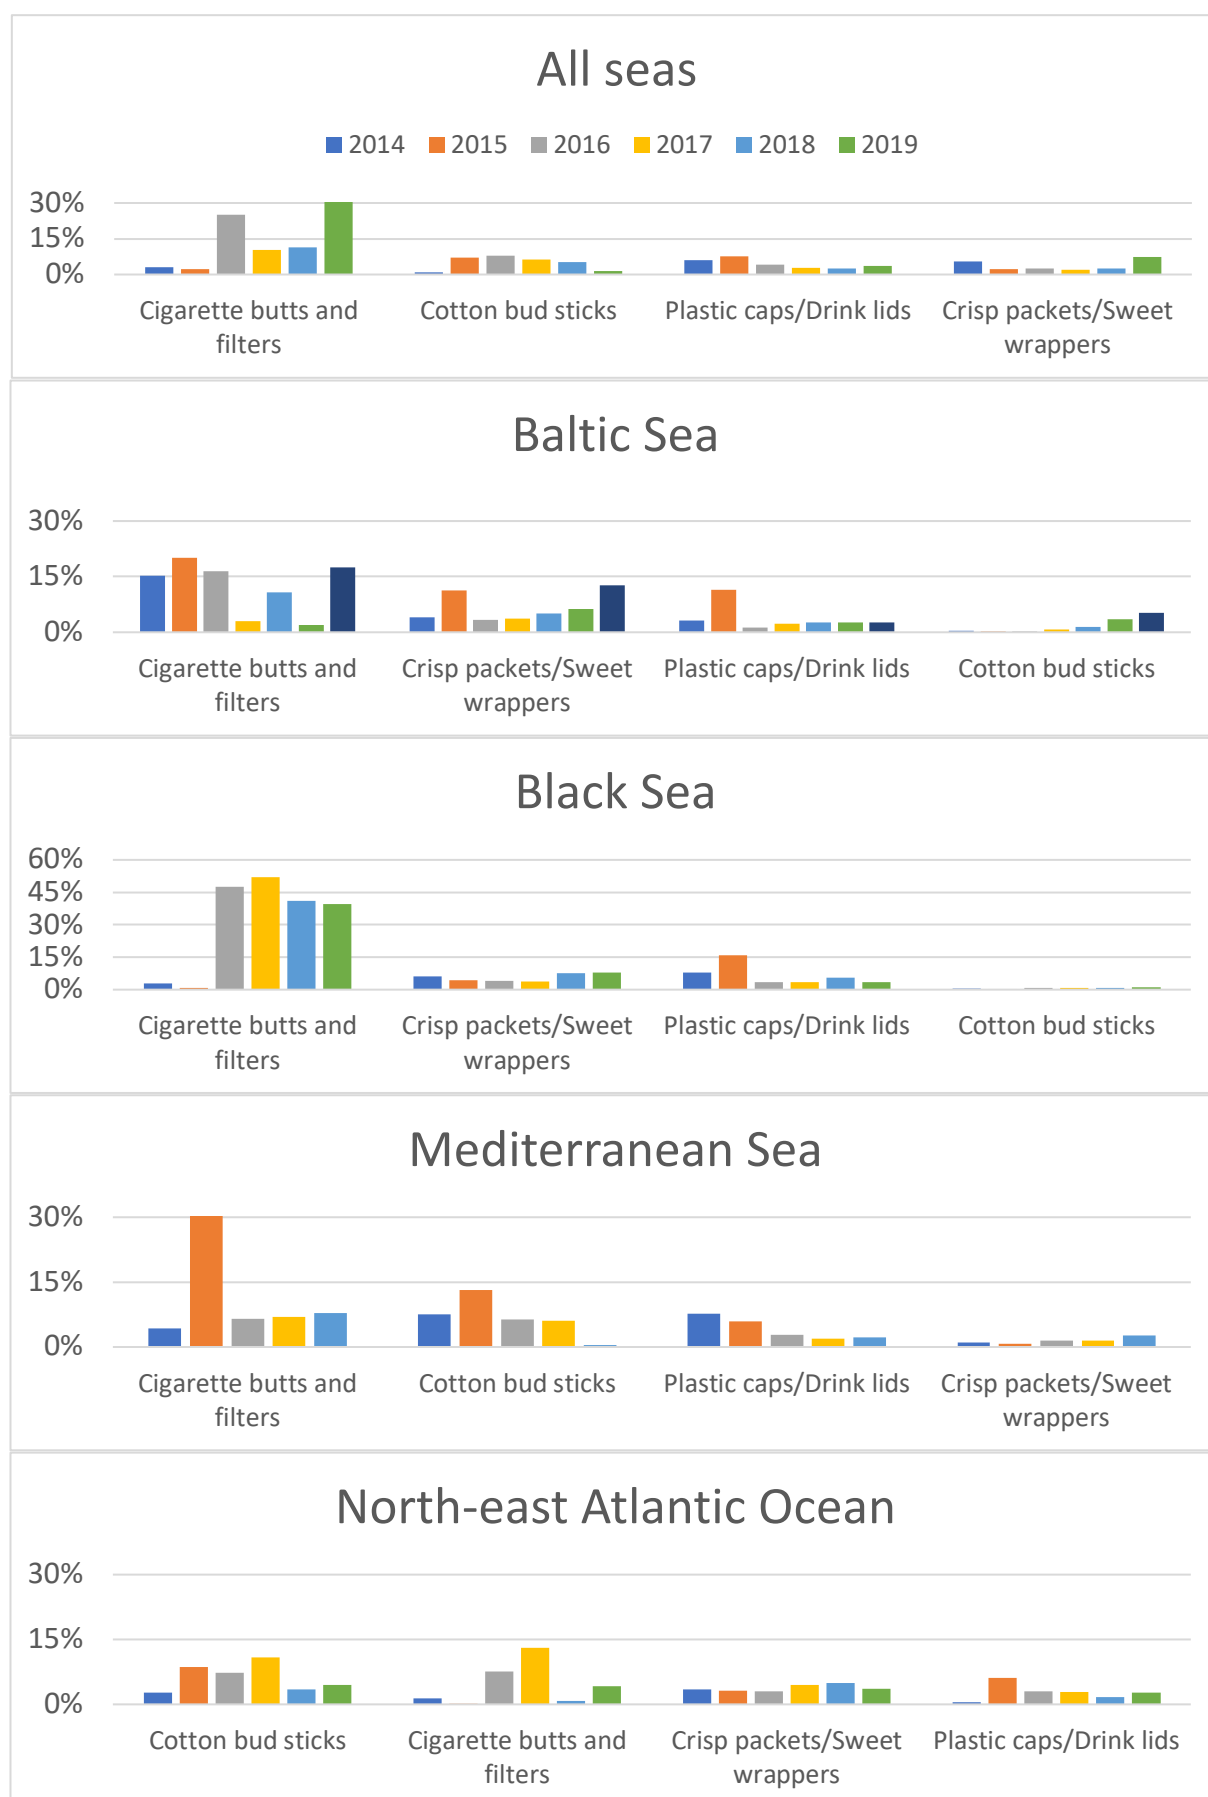 All seas
2014 2015 2016 2017 2018 2019
30%
15%
0%
Cigarette butts and filters
Cotton bud sticks
Plastic caps/Drink lids
Crisp packets/Sweet wrappers
Baltic Sea
30%
15%
0%
Cigarette butts and filters
Crisp packets/Sweet wrappers
Plastic caps/Drink lids
Cotton bud sticks
Black Sea
60%
45%
30%
15%
0%
Cigarette butts and filters
Crisp packets/Sweet wrappers
Plastic caps/Drink lids
Cotton bud sticks
Mediterranean Sea
30%
15%
0%
Cigarette butts and filters
Cotton bud sticks
Plastic caps/Drink lids
Crisp packets/Sweet wrappers
North-east Atlantic Ocean
30%
15%
0%
Cotton bud sticks
Cigarette butts and filters
Crisp packets/Sweet wrappers
Plastic caps/Drink lids